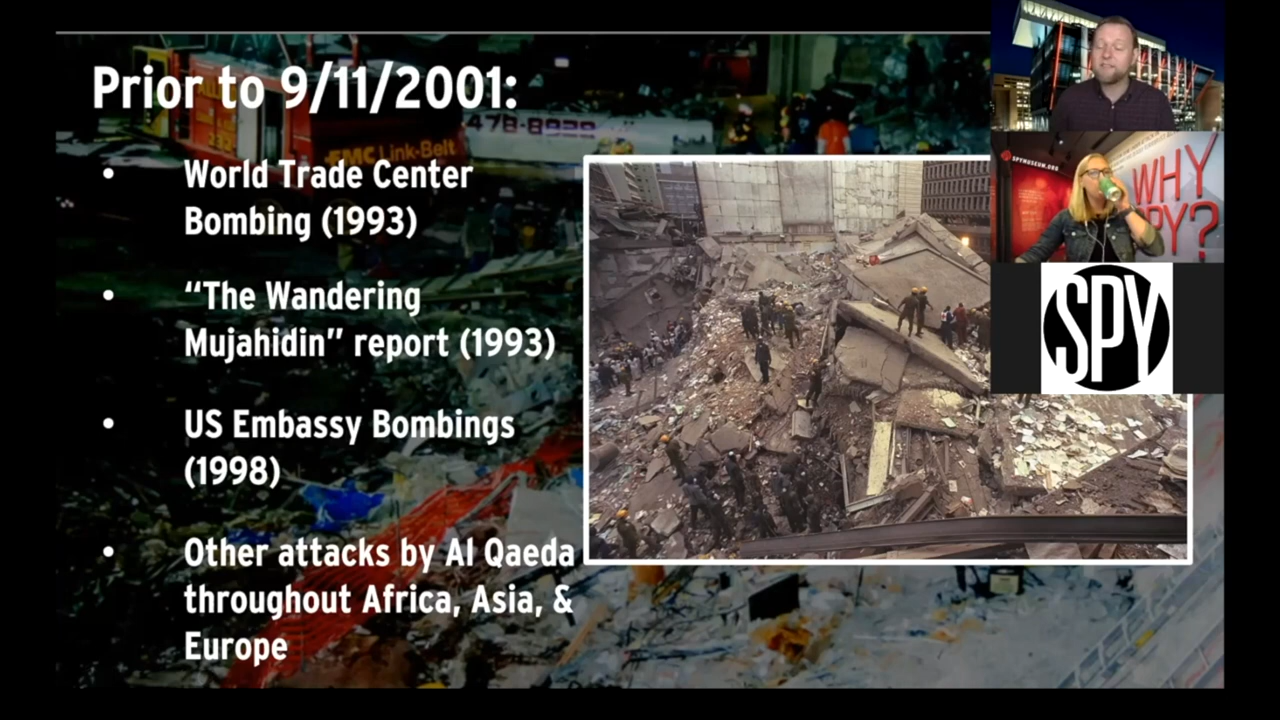 Prior to 9/11/2001:
478-8929
FMC Link-Belt
• World Trade Center
Bombing (1993)
• “The Wandering
Mujahidin” report (1993)
• US Embassy Bombings
(1998)
• Other attacks by Al Qaeda
throughout Africa, Asia, &
Europe
SPYMUSEUM.ORG
WHY
SPY?
SPY